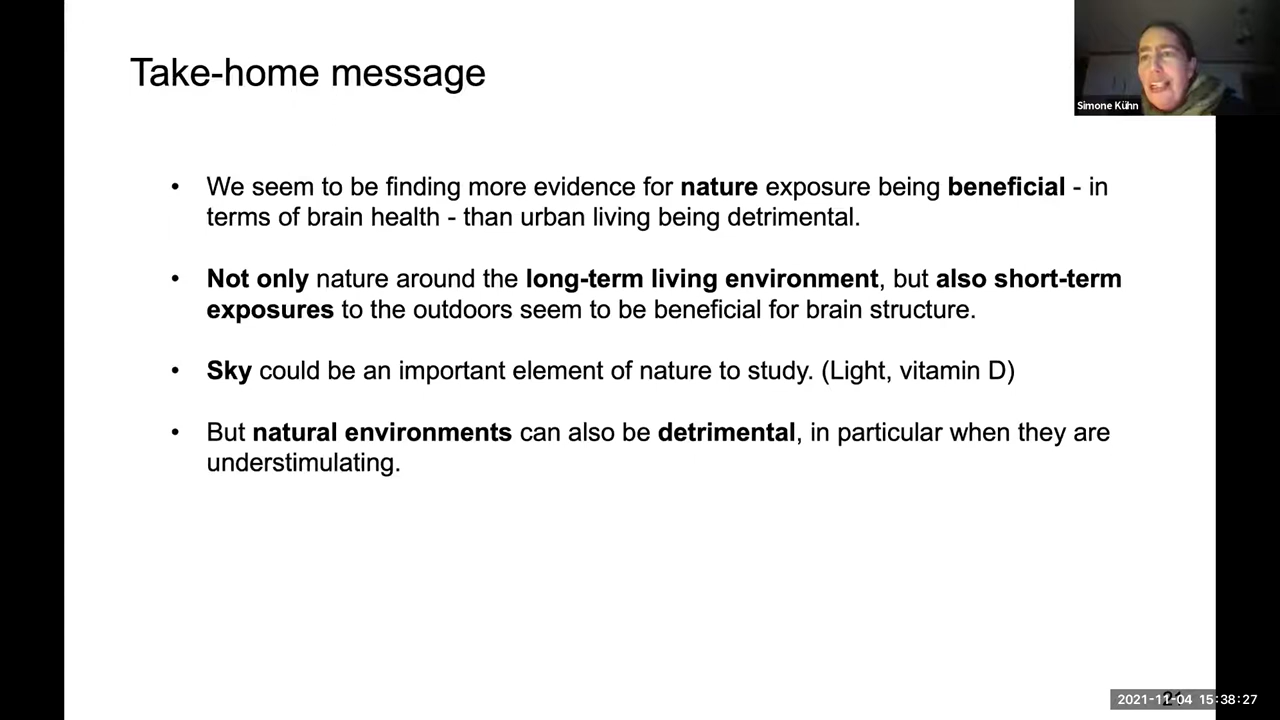 Take-home message
Simone Kühn
• We seem to be finding more evidence for nature exposure being beneficial - in
terms of brain health - than urban living being detrimental.
• Not only nature around the long-term living environment, but also short-term
exposures to the outdoors seem to be beneficial for brain structure.
• Sky could be an important element of nature to study. (Light, vitamin D)
• But natural environments can also be detrimental, in particular when they are
understimulating.
2021-11-04 15:38:27